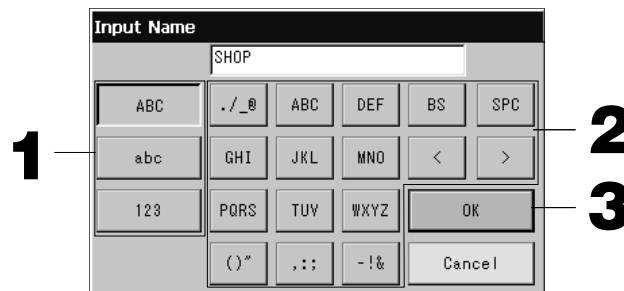 Input Name
SHOP
ABC ./_@ ABC DEF BS SPC
1 abc GHI JKL MNO < > 2
123 PQRS TUV WXYZ OK 3
()" ,:; -!& Cancel